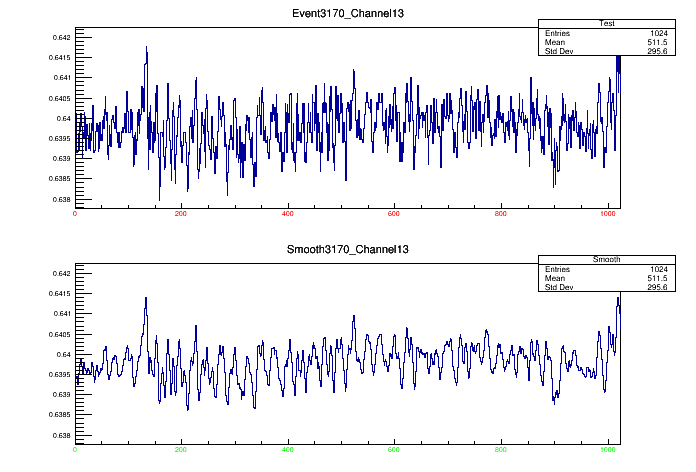 Event3170_Channel13
Test
Entries 1024
Mean 511.5
Std Dev 295.6
0.642
0.6415
0.641
0.6405
0.64
0.6395
0.639
0.6385
0.638
0 200 400 600 800 1000
Smooth3170_Channel13
Smooth
Entries 1024
Mean 511.5
Std Dev 295.6
0.642
0.6415
0.641
0.6405
0.64
0.6395
0.639
0.6385
0.638
0 200 400 600 800 1000